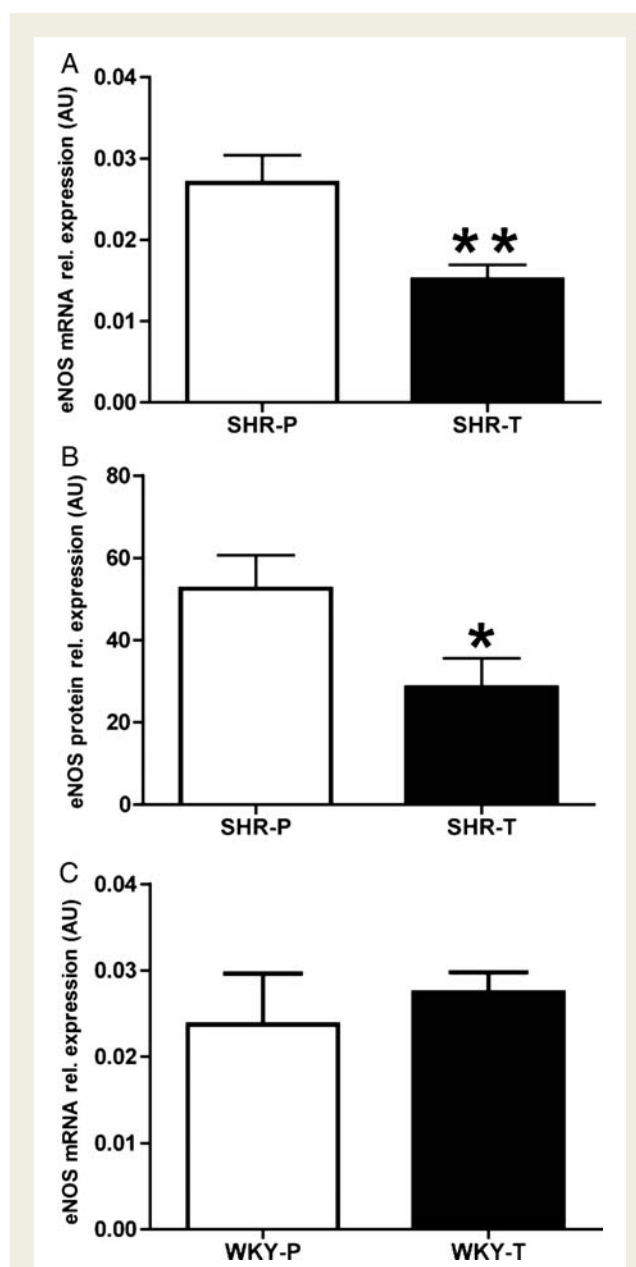 A
eNOS mRNA rel. expression (AU)
0.04
0.03
0.02
0.01
0.00
**
SHR-P SHR-T
B
eNOS protein rel. expression (AU)
80
60
40
20
0
*
SHR-P SHR-T
C
eNOS mRNA rel. expression (AU)
0.04
0.03
0.02
0.01
0.00
WKY-P WKY-T